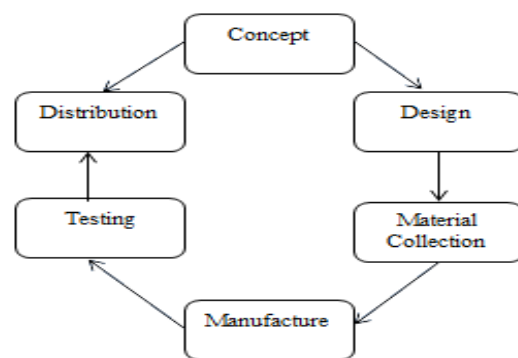 Concept
Distribution
Design
Testing
Material
Collection
Manufacture